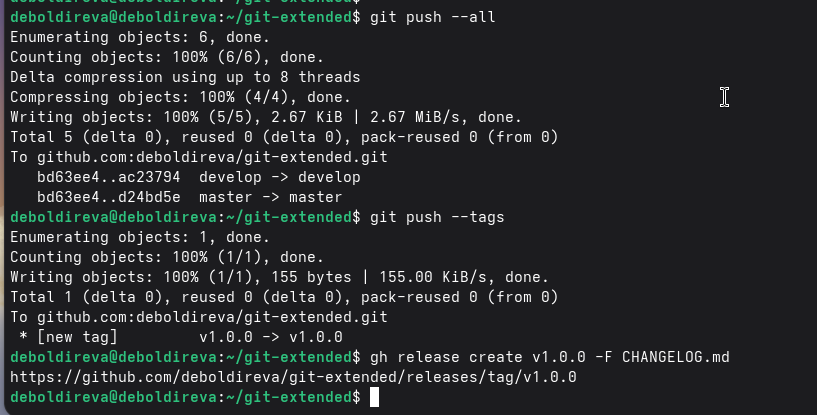 deboldireva@deboldireva:~/git-extended$ git push --all
Enumerating objects: 6, done.
Counting objects: 100% (6/6), done.
Delta compression using up to 8 threads
Compressing objects: 100% (4/4), done.
Writing objects: 100% (5/5), 2.67 KiB | 2.67 MiB/s, done.
Total 5 (delta 0), reused 0 (delta 0), pack-reused 0 (from 0)
To github.com:deboldireva/git-extended.git
   bd63ee4..ac23794  develop -> develop
   bd63ee4..d24bd5e  master -> master
deboldireva@deboldireva:~/git-extended$ git push --tags
Enumerating objects: 1, done.
Counting objects: 100% (1/1), done.
Writing objects: 100% (1/1), 155 bytes | 155.00 KiB/s, done.
Total 1 (delta 0), reused 0 (delta 0), pack-reused 0 (from 0)
To github.com:deboldireva/git-extended.git
 * [new tag]         v1.0.0 -> v1.0.0
deboldireva@deboldireva:~/git-extended$ gh release create v1.0.0 -F CHANGELOG.md
https://github.com/deboldireva/git-extended/releases/tag/v1.0.0
deboldireva@deboldireva:~/git-extended$